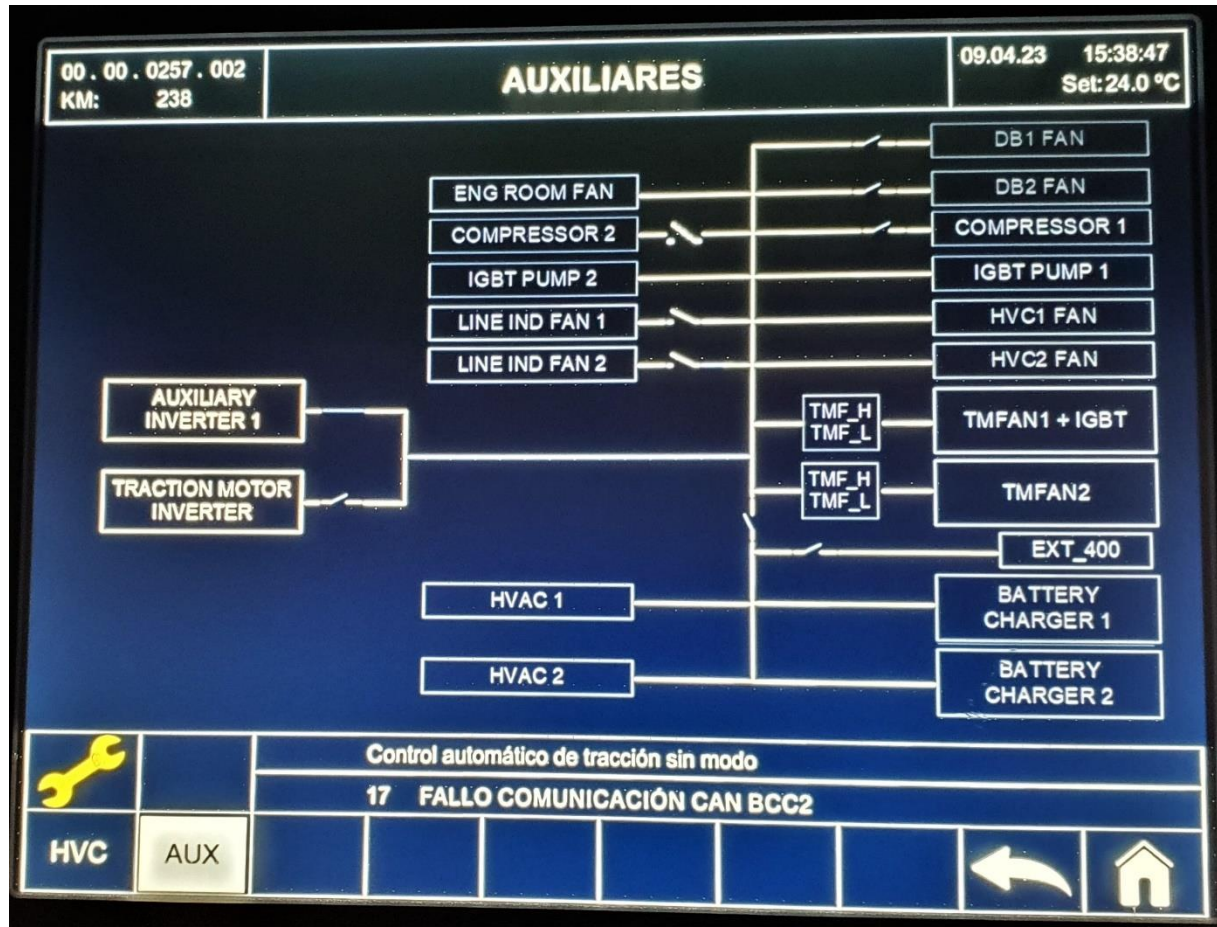 00 . 00 . 0257 . 002
KM: 238
AUXILIARES
09.04.23 15:38:47
Set:24.0 ºC
DB1 FAN
ENG ROOM FAN
DB2 FAN
COMPRESSOR 2
COMPRESSOR 1
IGBT PUMP 2
IGBT PUMP 1
LINE IND FAN 1
HVC1 FAN
LINE IND FAN 2
HVC2 FAN
AUXILIARY
INVERTER 1
TMF_H
TMF_L
TMFAN1 + IGBT
TRACTION MOTOR
INVERTER
TMF_H
TMF_L
TMFAN2
EXT_400
HVAC 1
BATTERY
CHARGER 1
HVAC 2
BATTERY
CHARGER 2
Control automático de tracción sin modo
17 FALLO COMUNICACIÓN CAN BCC2
HVC
AUX